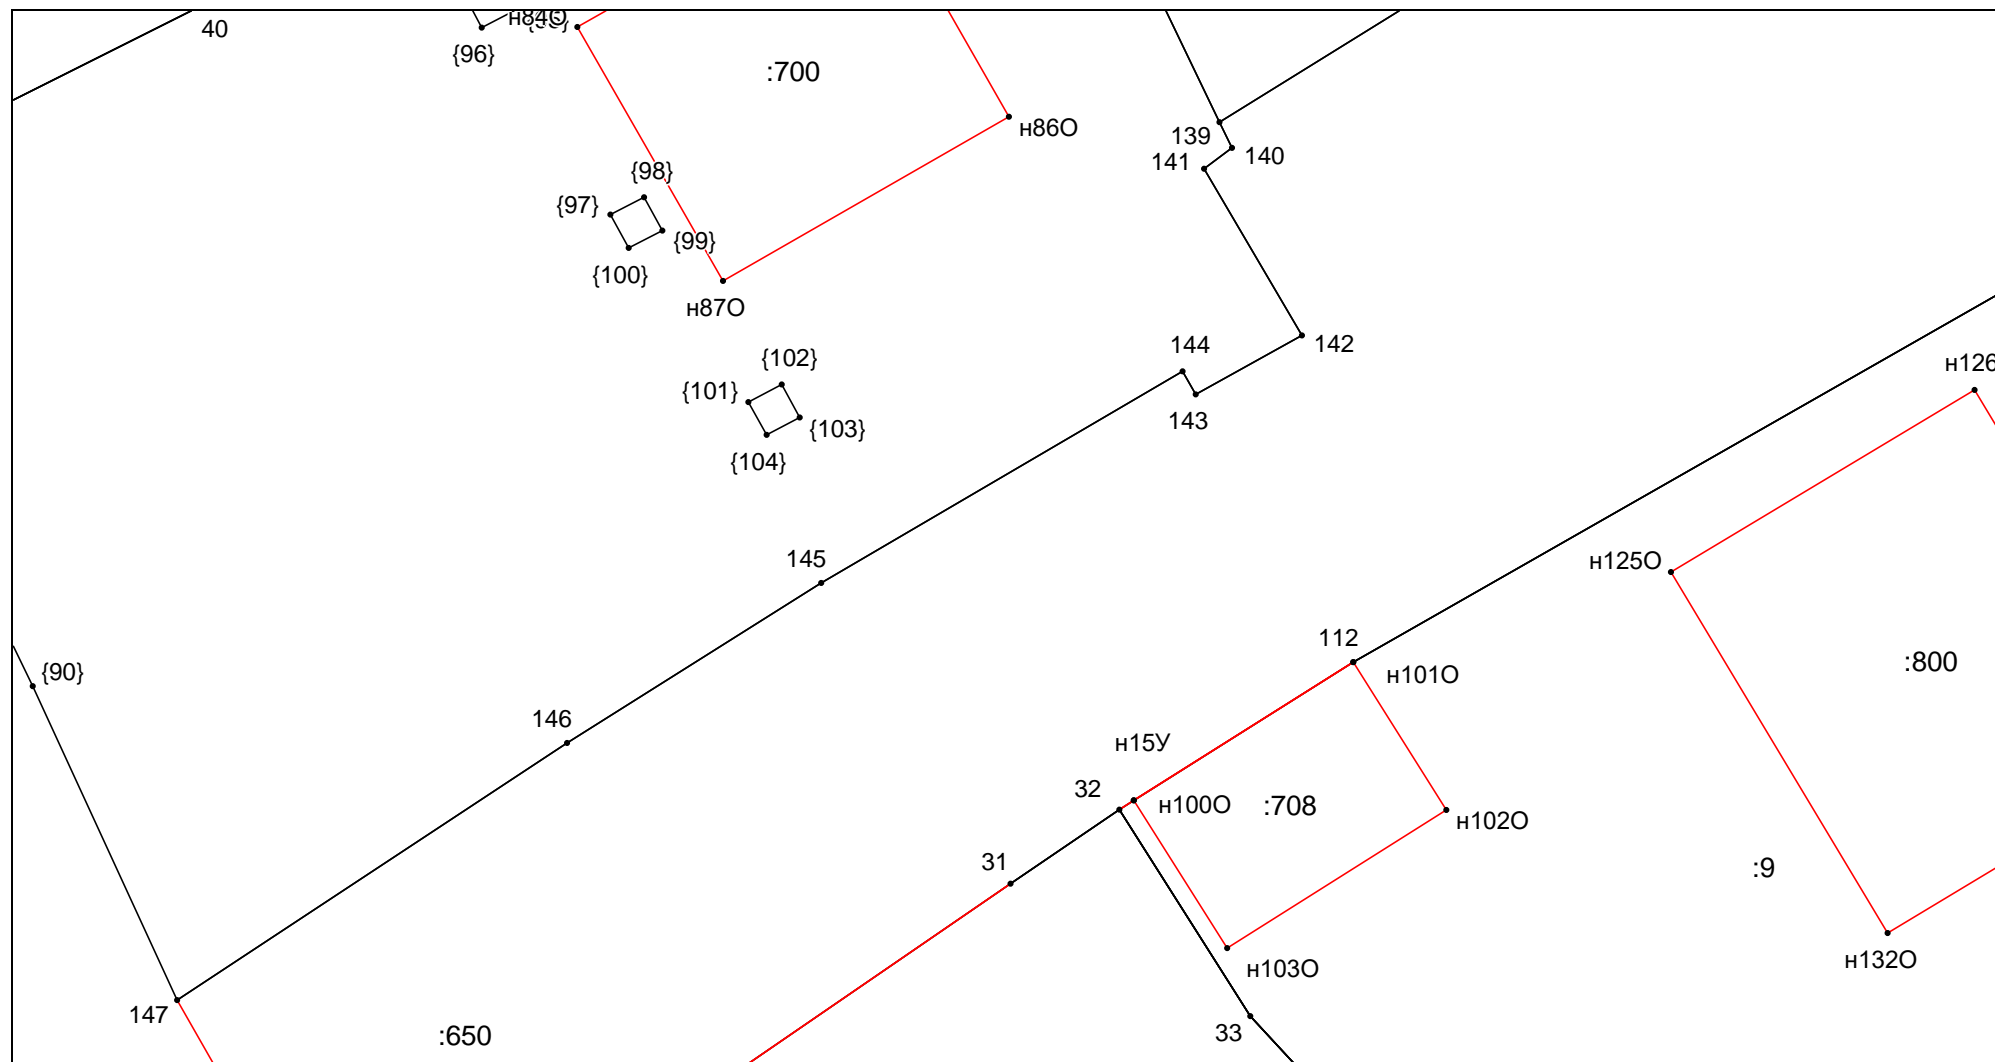 40
н84О
{96}
:700
н86О
139
140
141
{98}
{97}
{99}
{100}
н87О
144
142
{102}
{101}
143
{103}
{104}
н126
145
н125О
112
:800
{90}
н101О
146
н15У
32
н100О
:708
н102О
31
:9
н132О
н103О
147
33
:650